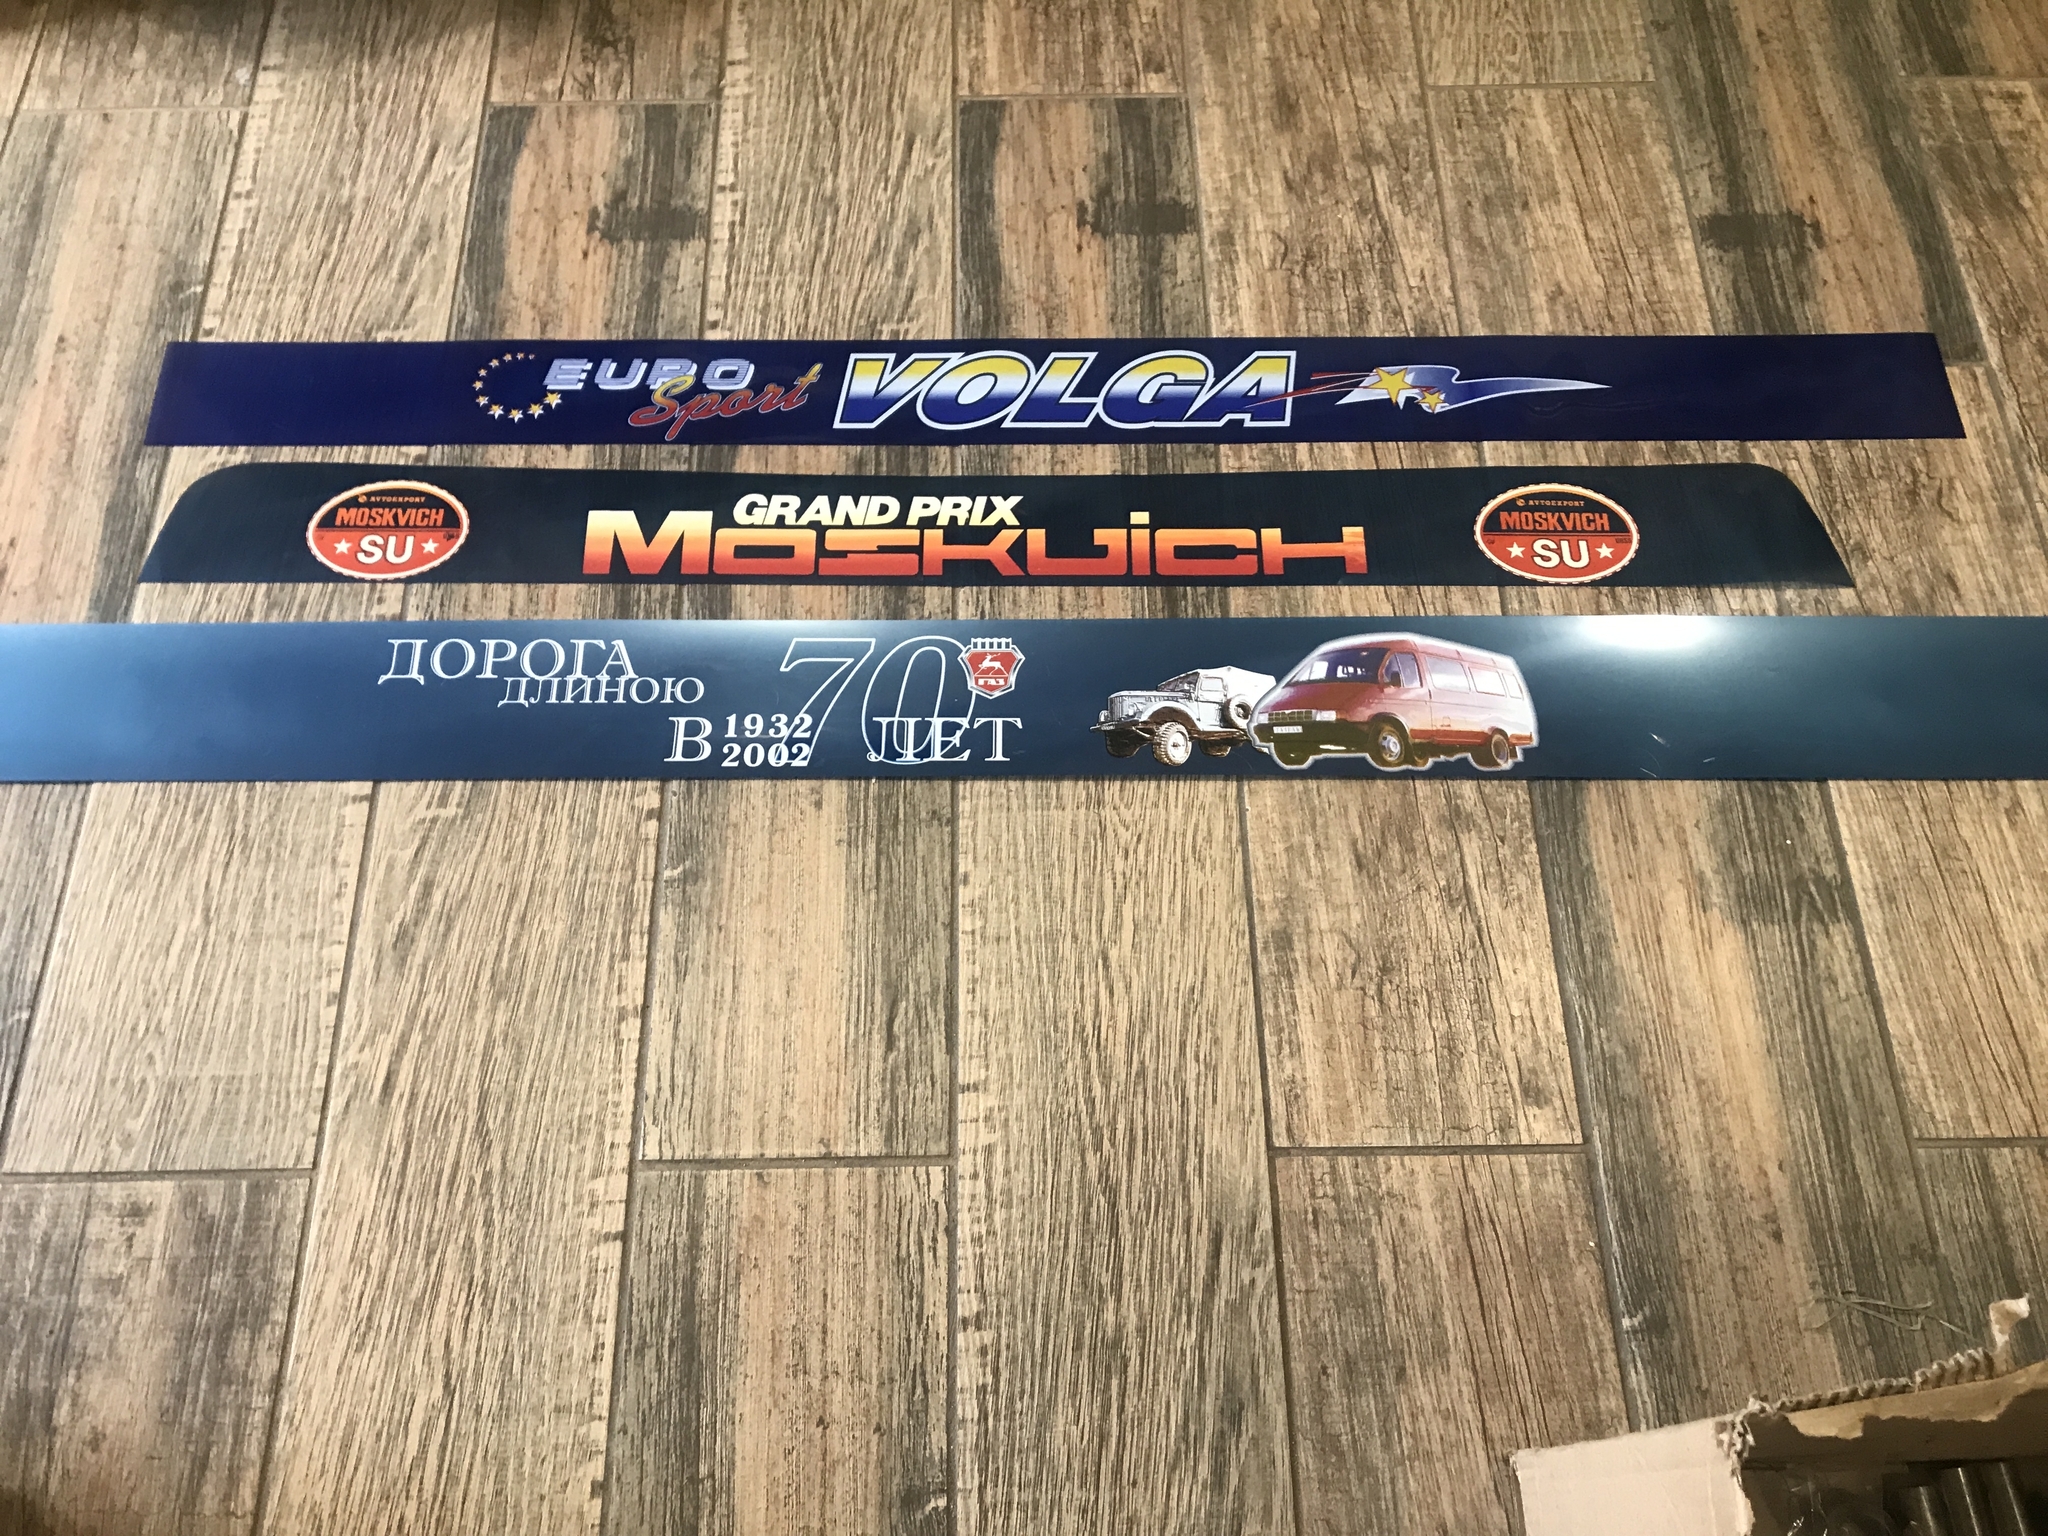 EURO
Sport
VOLGA
AVTOEXPORT
MOSKVICH
SU
GRAND PRIX
MOSKVICH
AVTOEXPORT
MOSKVICH
SU
ДОРОГА
ДЛИНОЮ
В 1932 2002 70 ЛЕТ
ГАЗ